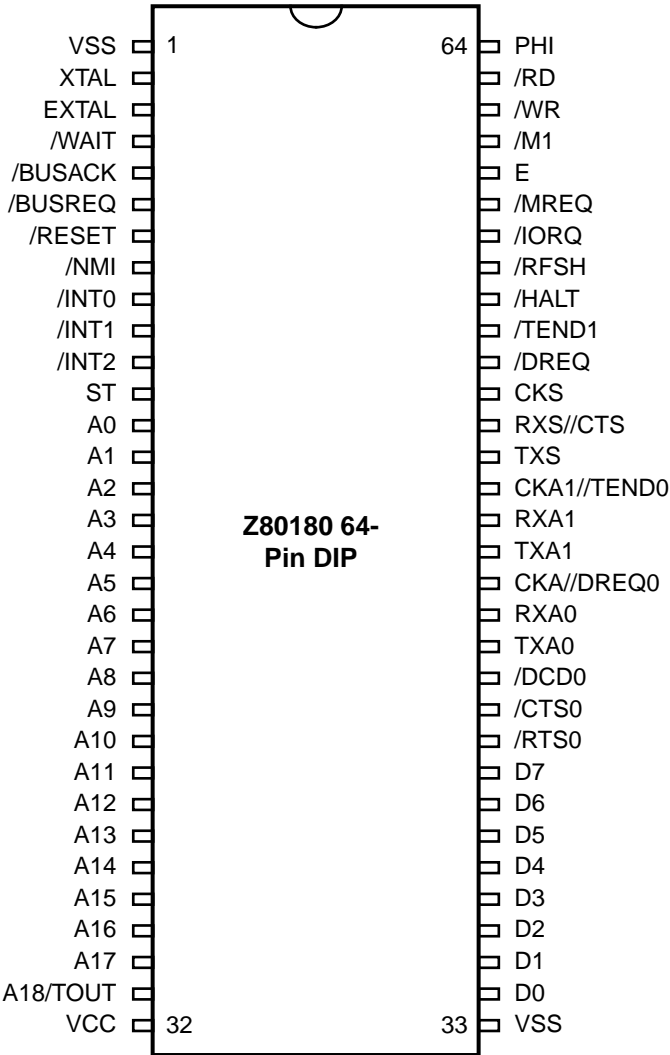 VSS 1 64 PHI
XTAL /RD
EXTAL /WR
/WAIT /M1
/BUSACK E
/BUSREQ /MREQ
/RESET /IORQ
/NMI /RFSH
/INT0 /HALT
/INT1 /TEND1
/INT2 /DREQ
ST CKS
A0 RXS//CTS
A1 TXS
A2 CKA1//TEND0
A3 RXA1
Z80180 64-
Pin DIP
A4 TXA1
A5 CKA//DREQ0
A6 RXA0
A7 TXA0
A8 /DCD0
A9 /CTS0
A10 /RTS0
A11 D7
A12 D6
A13 D5
A14 D4
A15 D3
A16 D2
A17 D1
A18/TOUT D0
VCC 32 33 VSS